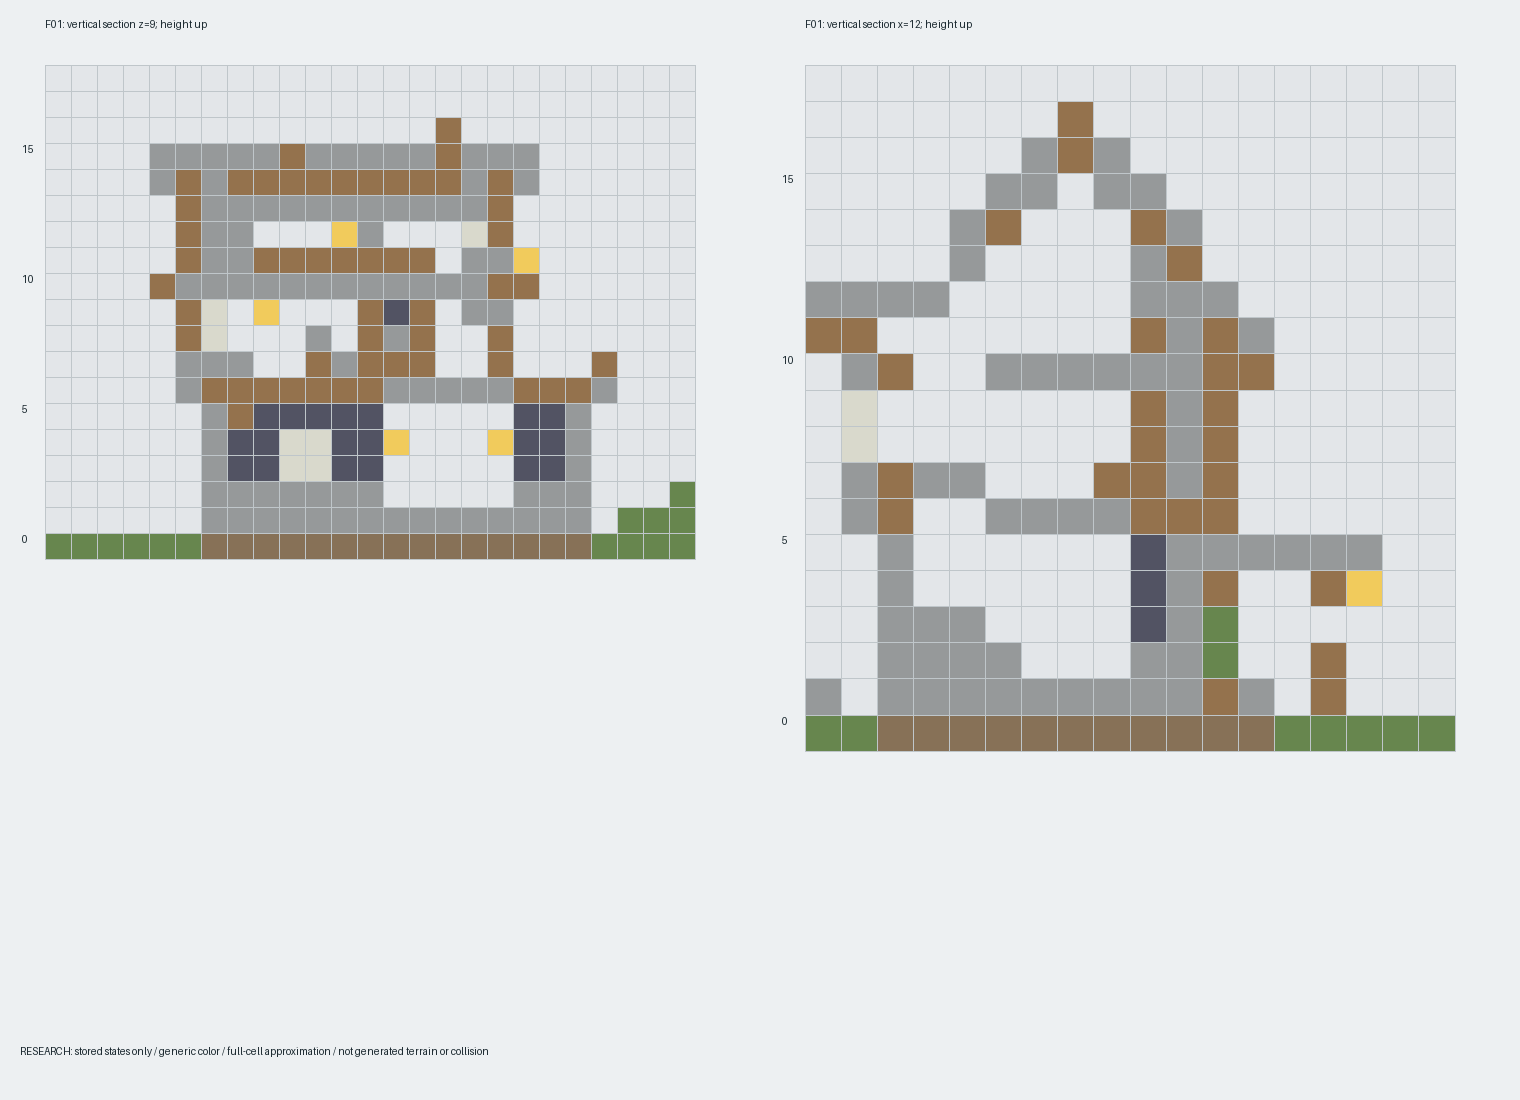 F01: vertical section z=9; height up
F01: vertical section x=12; height up
15
10
5
0
15
10
5
0
RESEARCH: stored states only / generic color / full-cell approximation / not generated terrain or collision